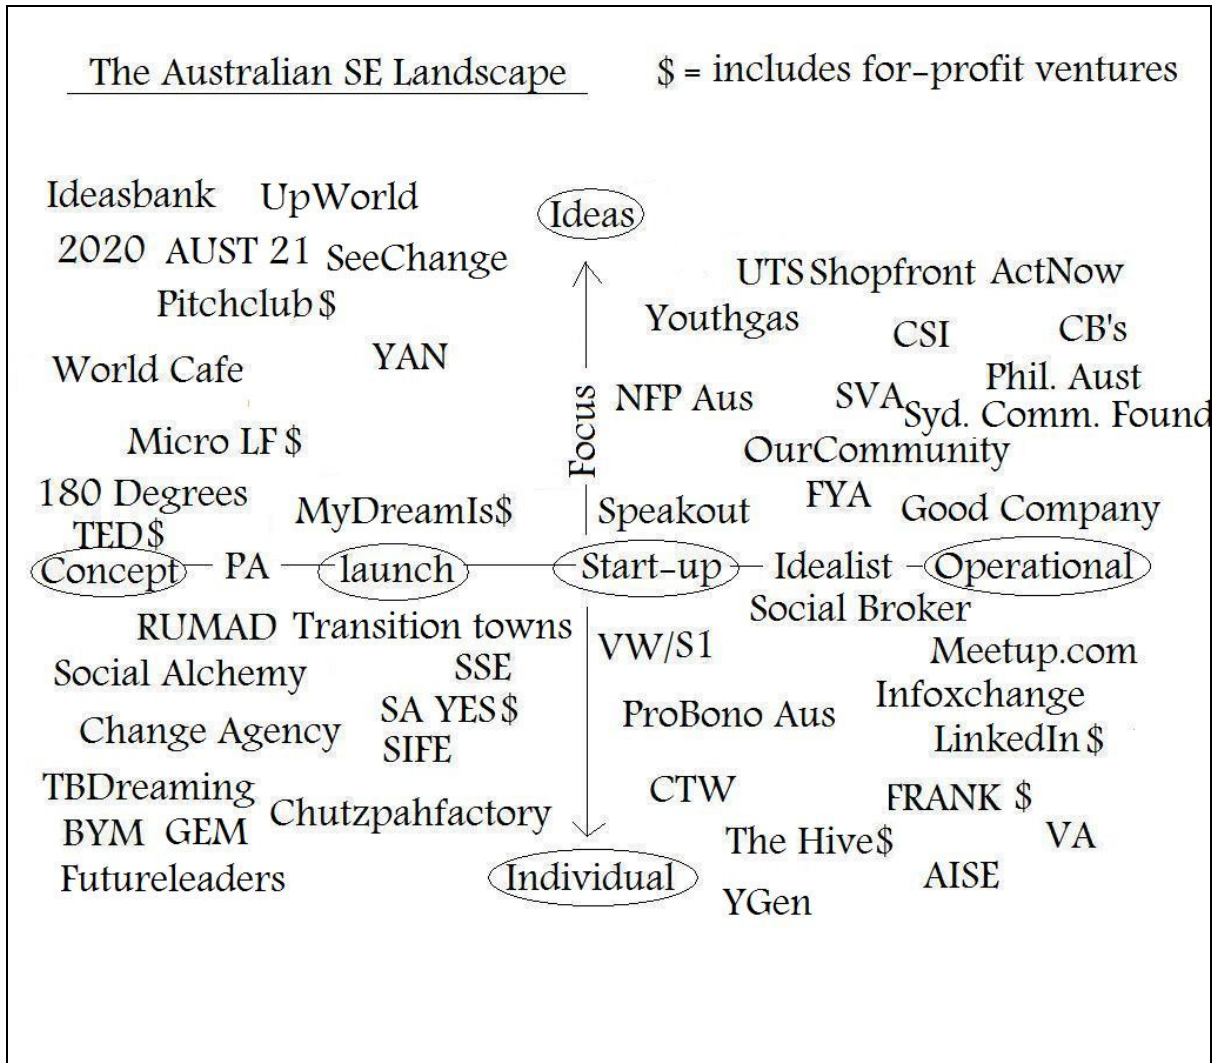 The Australian SE Landscape
$ = includes for-profit ventures
Ideasbank
UpWorld
Ideas
2020
AUST 21
SeeChange
UTS Shopfront
ActNow
Pitchclub $
Youthgas
CSI
CB's
World Cafe
YAN
Phil. Aust
NFP Aus
SVA
Syd. Comm. Found
Focus
Micro LF $
OurCommunity
180 Degrees
MyDreamIs$
Speakout
FYA
Good Company
TED $
Concept
PA
launch
Start-up
Idealist
Operational
RUMAD
Transition towns
Social Broker
Social Alchemy
SSE
VW/S1
Meetup.com
Change Agency
SA YES $
ProBono Aus
Infoxchange
SIFE
LinkedIn $
TBDreaming
Chutzpahfactory
CTW
FRANK $
BYM
GEM
The Hive$
VA
Futureleaders
Individual
AISE
YGen